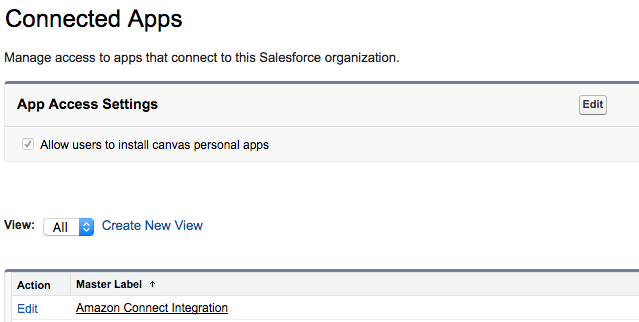 Connected Apps
Manage access to apps that connect to this Salesforce organization.
App Access Settings
Edit
Allow users to install canvas personal apps
View: All Create New View
Action Master Label ↑
Edit Amazon Connect Integration